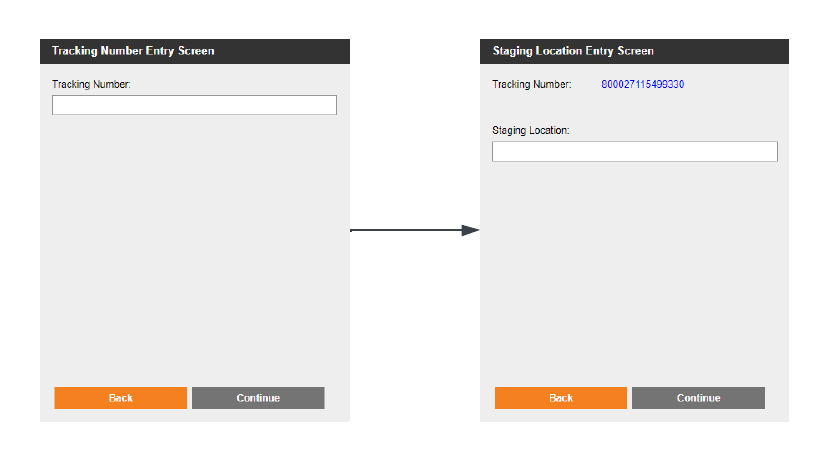 Tracking Number Entry Screen
Tracking Number:
Back Continue
Staging Location Entry Screen
Tracking Number: 800027115499330
Staging Location:
Back Continue